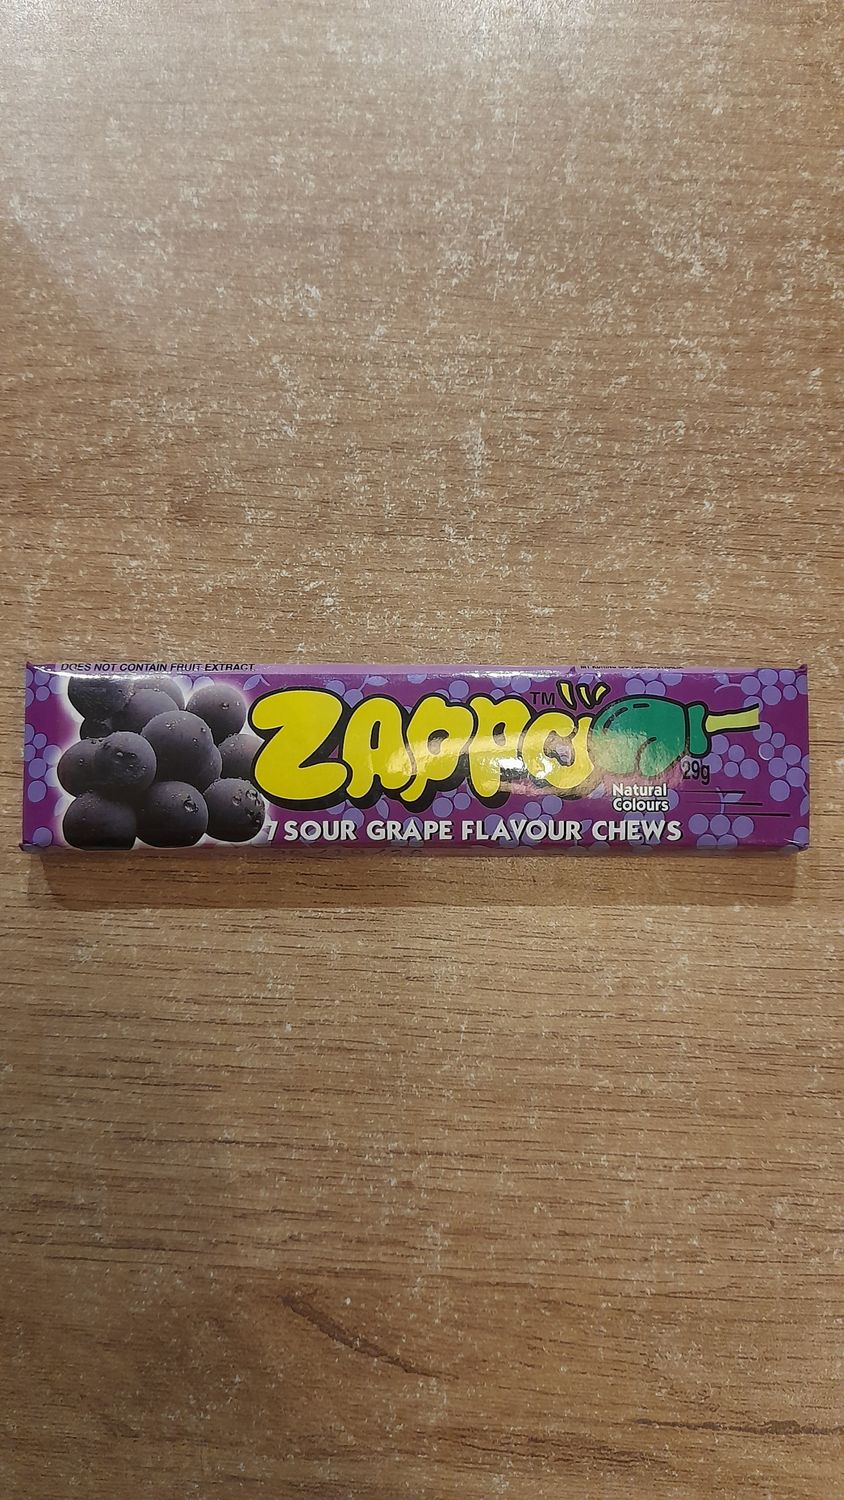 DOES NOT CONTAIN FRUIT EXTRACT
ZAPPO
TM
29g
Natural
Colours
7 SOUR GRAPE FLAVOUR CHEWS